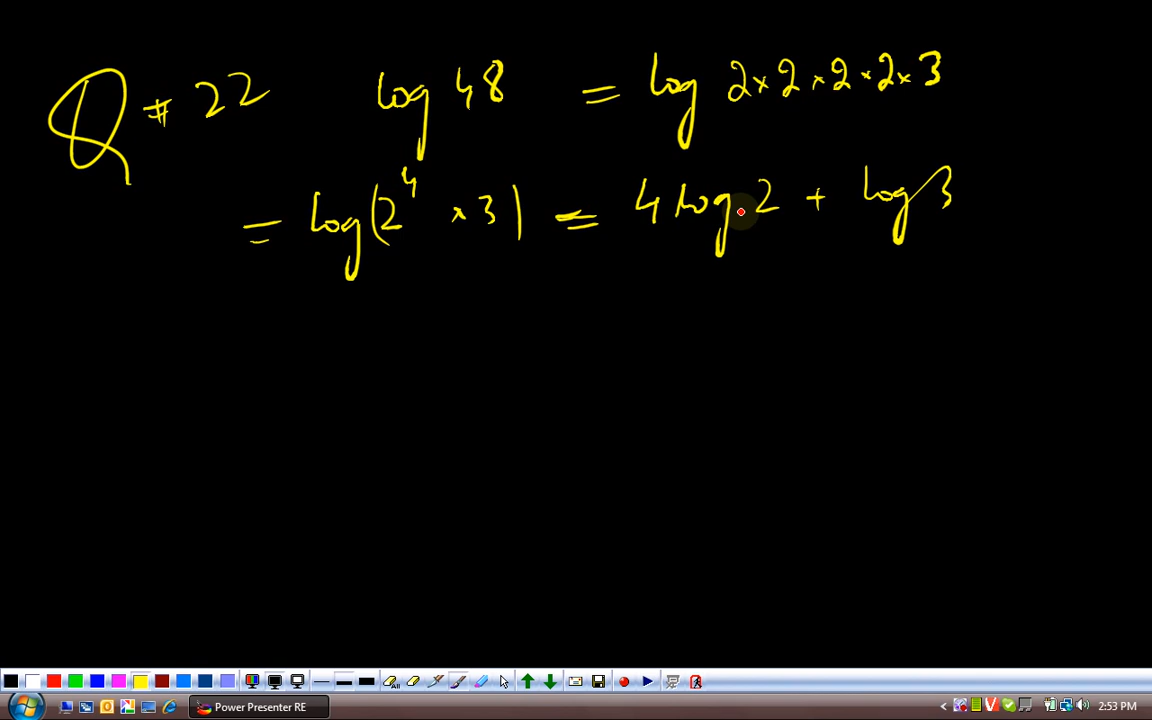 Q # 22 log 48 = log 2×2×2×2×3
= log(2⁴ × 3) = 4 log 2 + log 3
All
Power Presenter RE
2:53 PM